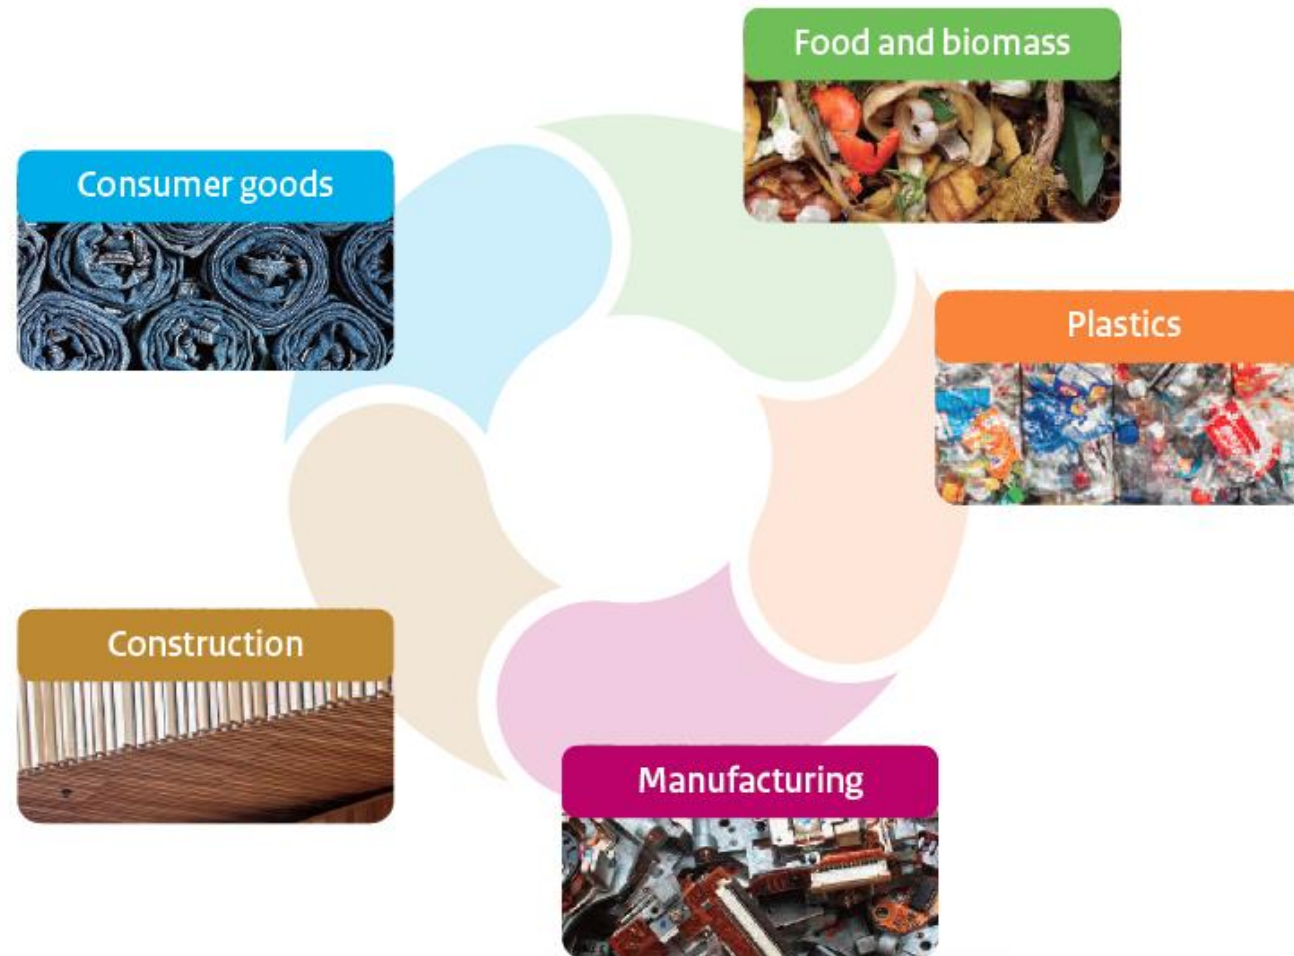 Food and biomass
Consumer goods
Plastics
Construction
Manufacturing